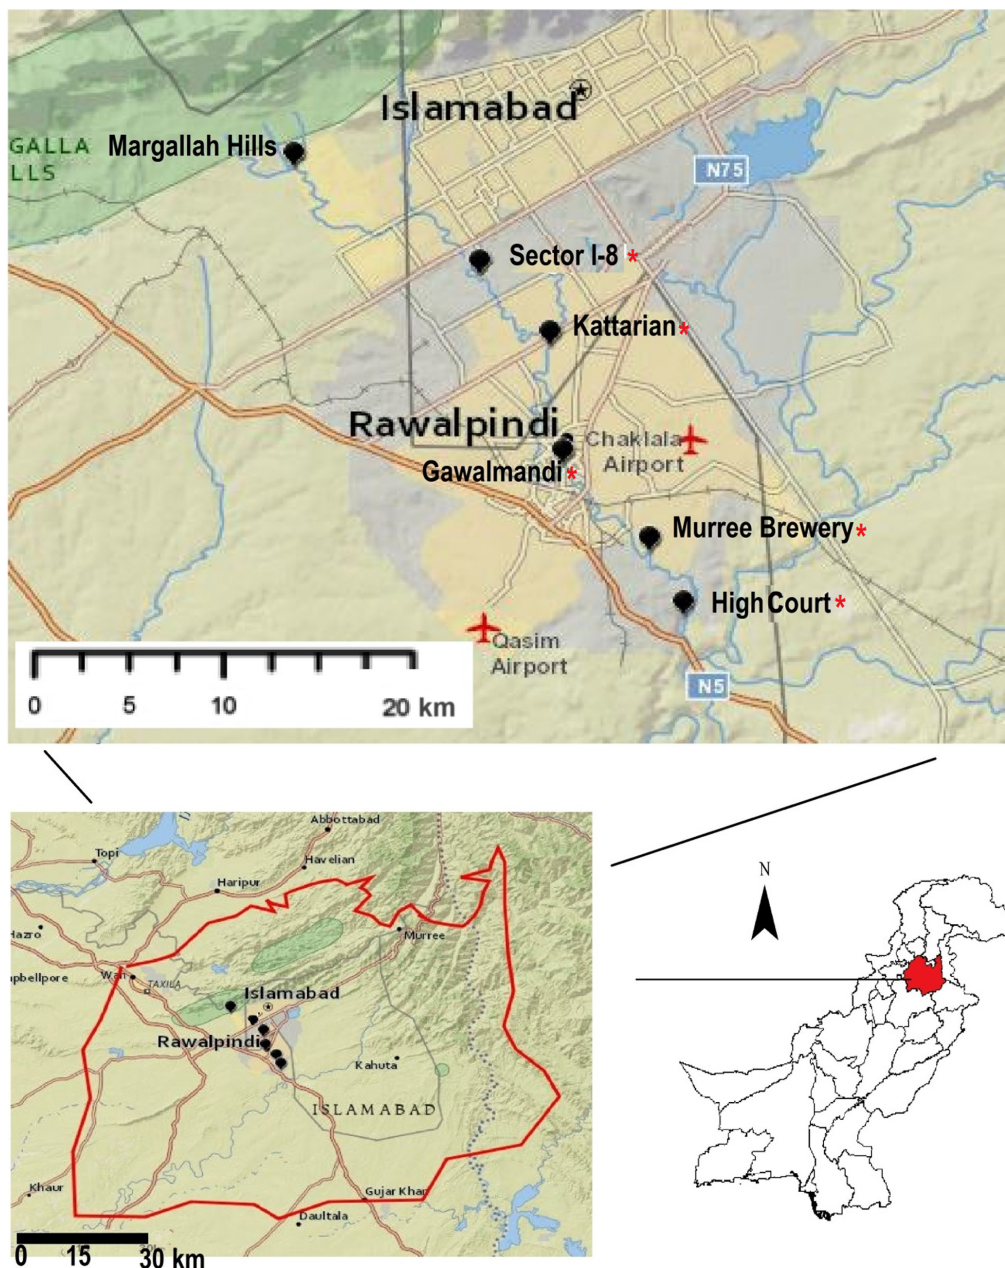 Islamabad
GALLA
LLS
Margallah Hills
N75
Sector I-8 *
Kattarian *
Rawalpindi
Chaklala
Airport
Gawalmandi *
Murree Brewery *
High Court *
Qasim
Airport
N5
0 5 10 20 km
Abbottabad
Topi
Havelian
Haripur
Hazro
Murree
mpbellpore
Wah
TAXILA
Islamabad
Rawalpindi
Kahuta
ISLAMABAD
Khaur
Gujar Khan
Daultala
0 15 30 km
N